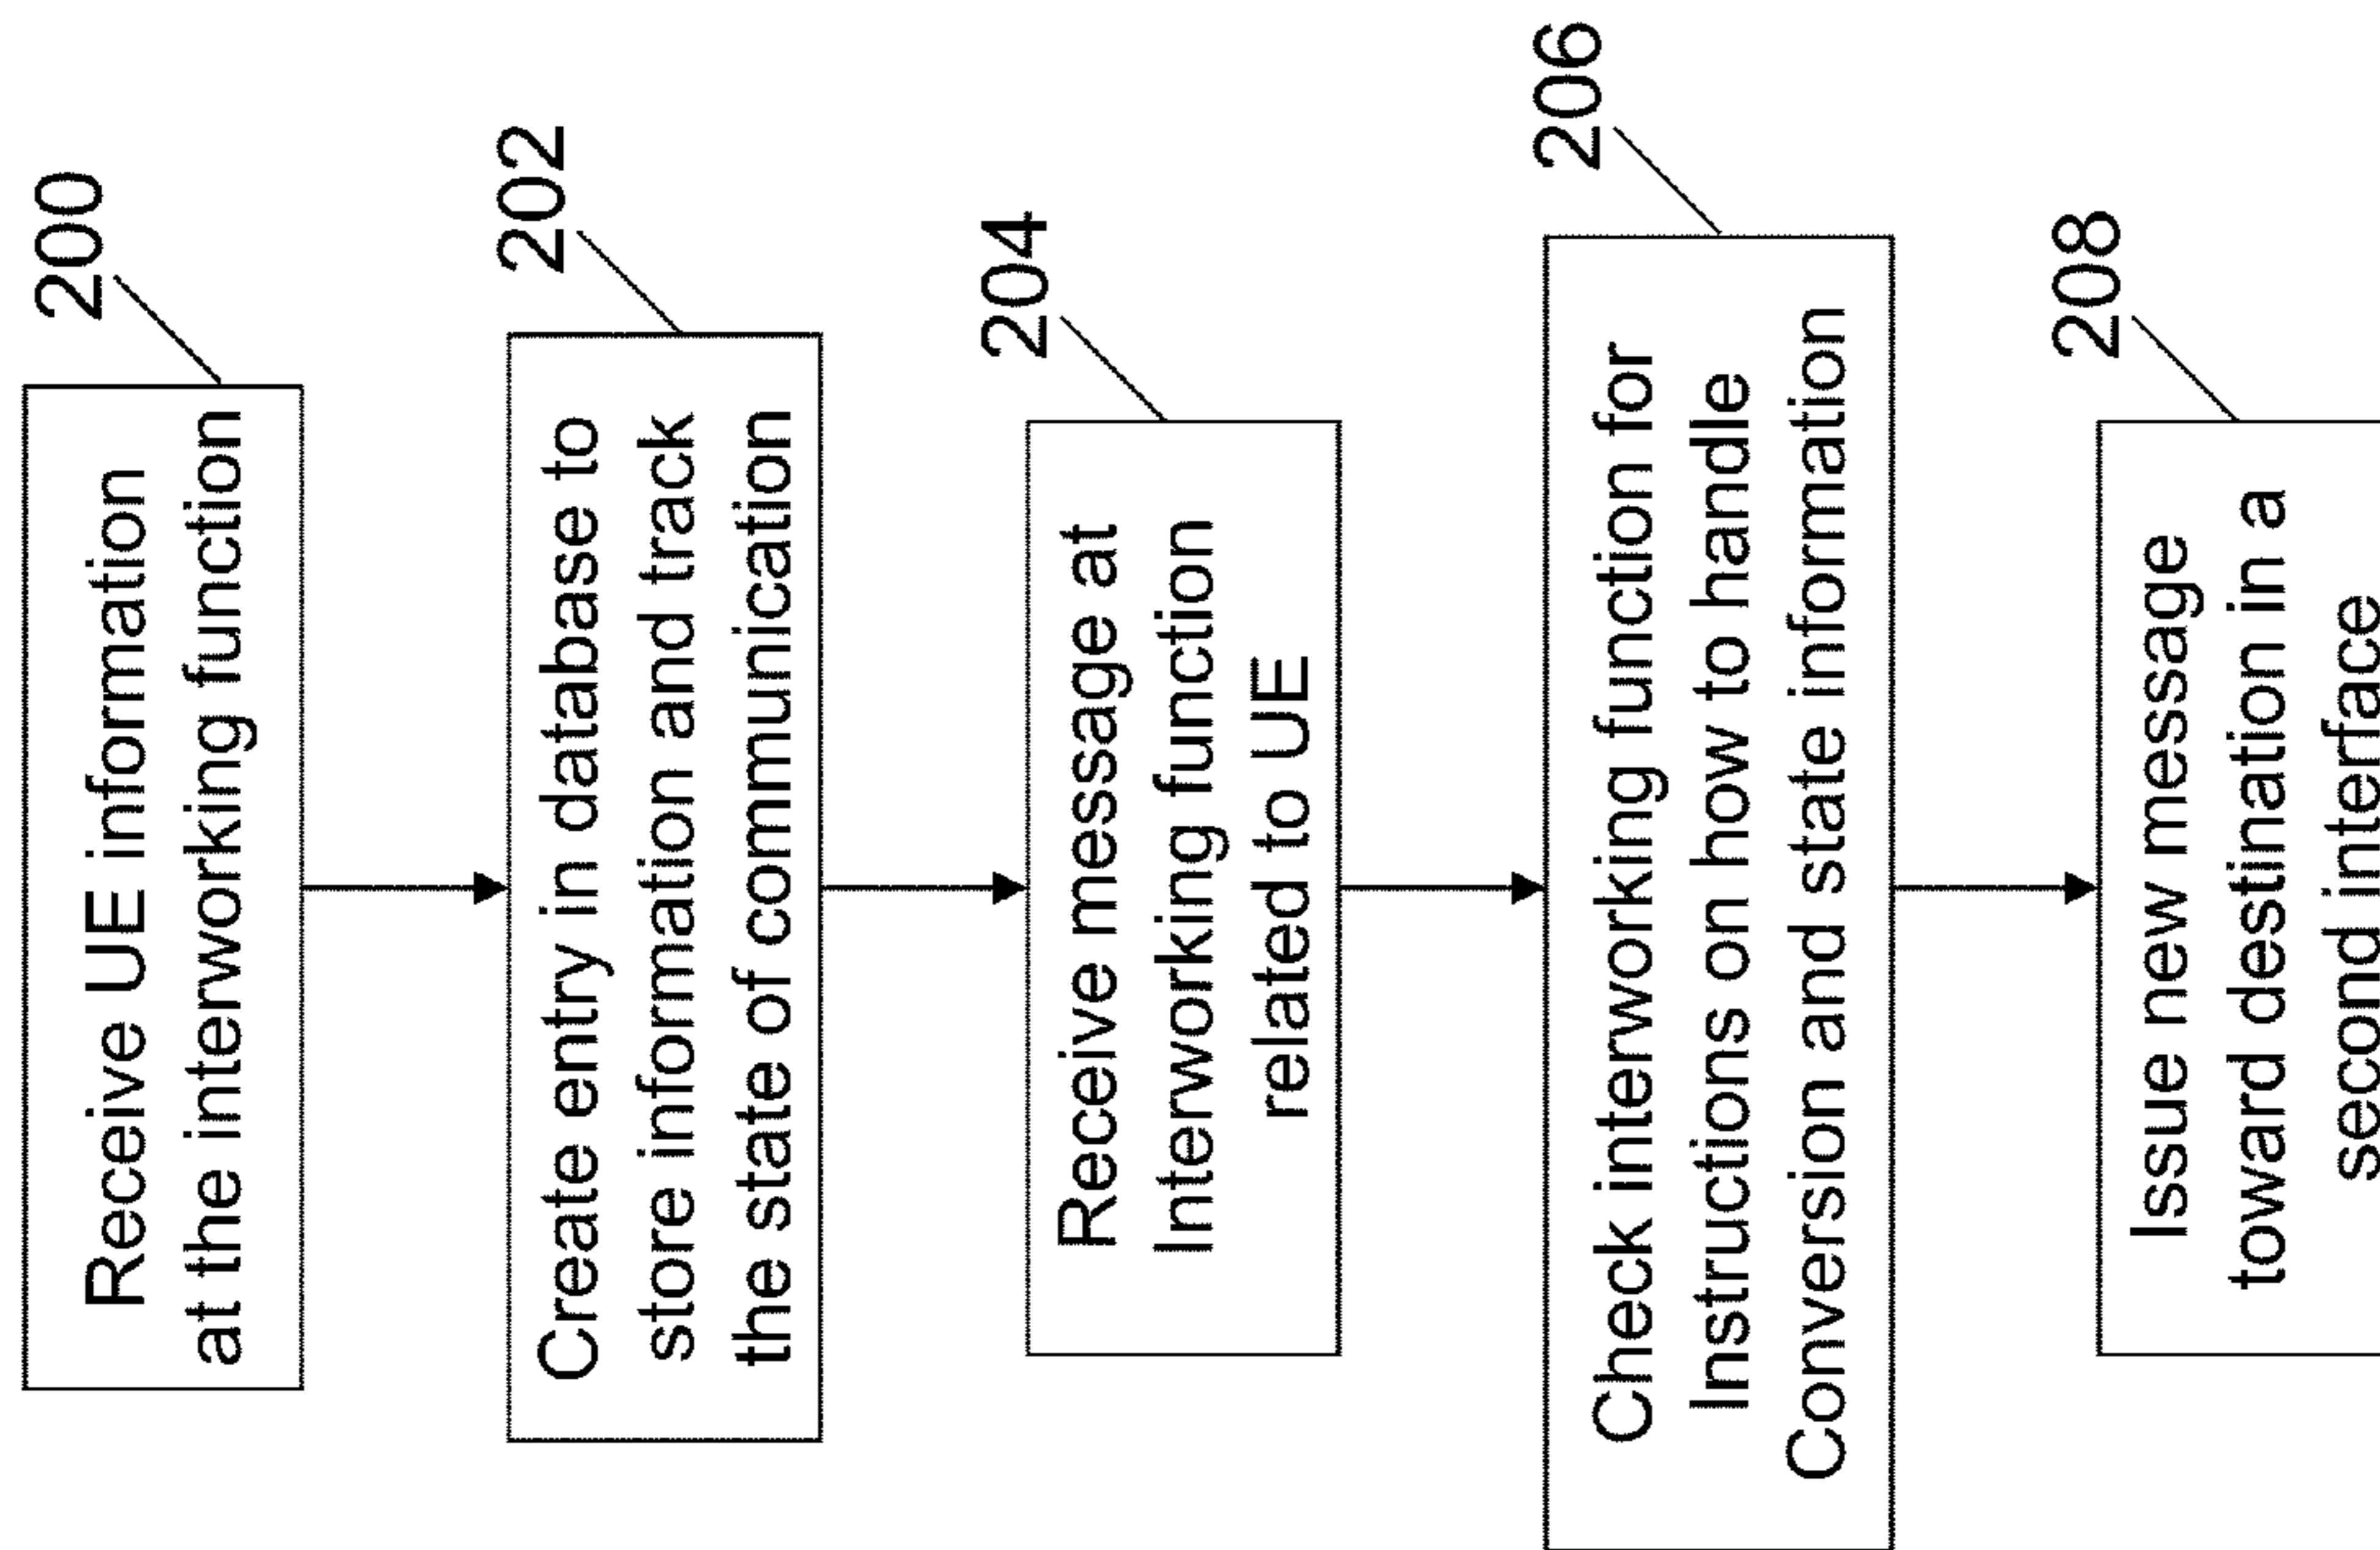 200
Receive UE information
at the interworking function
202
Create entry in database to
store information and track
the state of communication
204
Receive message at
Interworking function
related to UE
206
Check interworking function for
Instructions on how to handle
Conversion and state information
208
Issue new message
toward destination in a
second interface